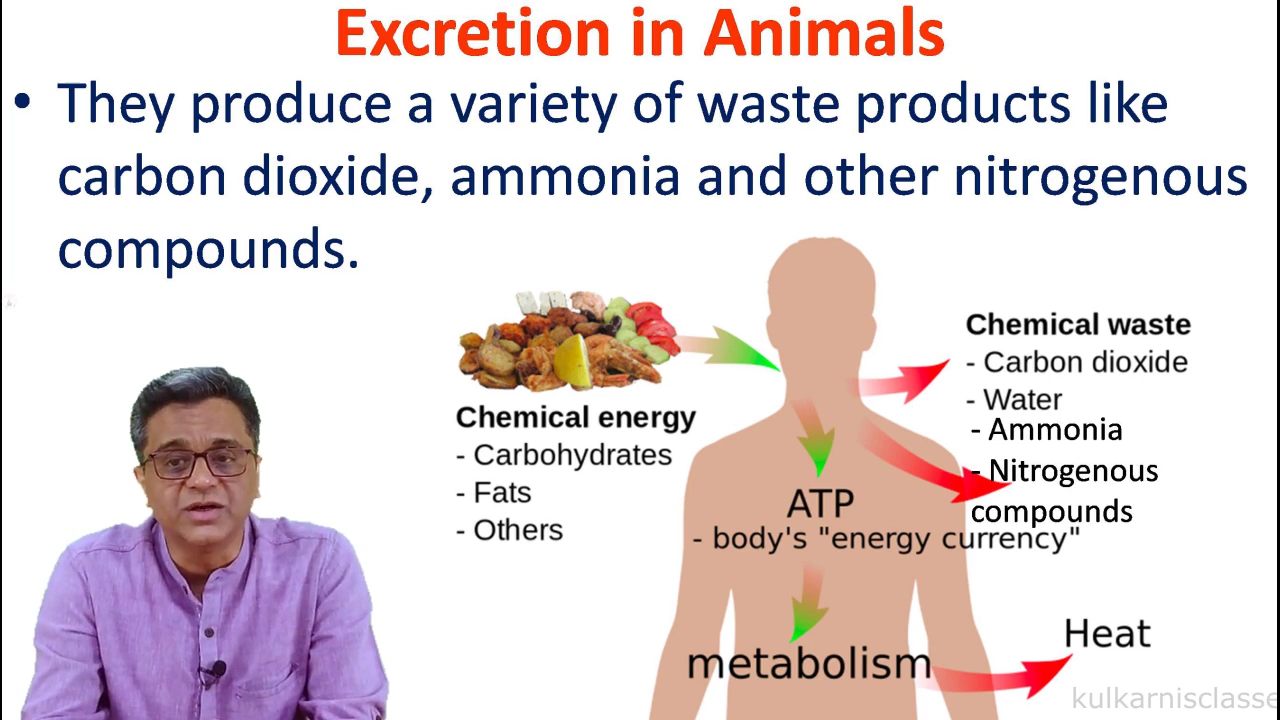 Excretion in Animals
• They produce a variety of waste products like
carbon dioxide, ammonia and other nitrogenous
compounds.
Chemical energy
- Carbohydrates
- Fats
- Others
Chemical waste
- Carbon dioxide
- Water
- Ammonia
- Nitrogenous
compounds
ATP
- body's "energy currency"
metabolism
Heat
kulkarnisclasse